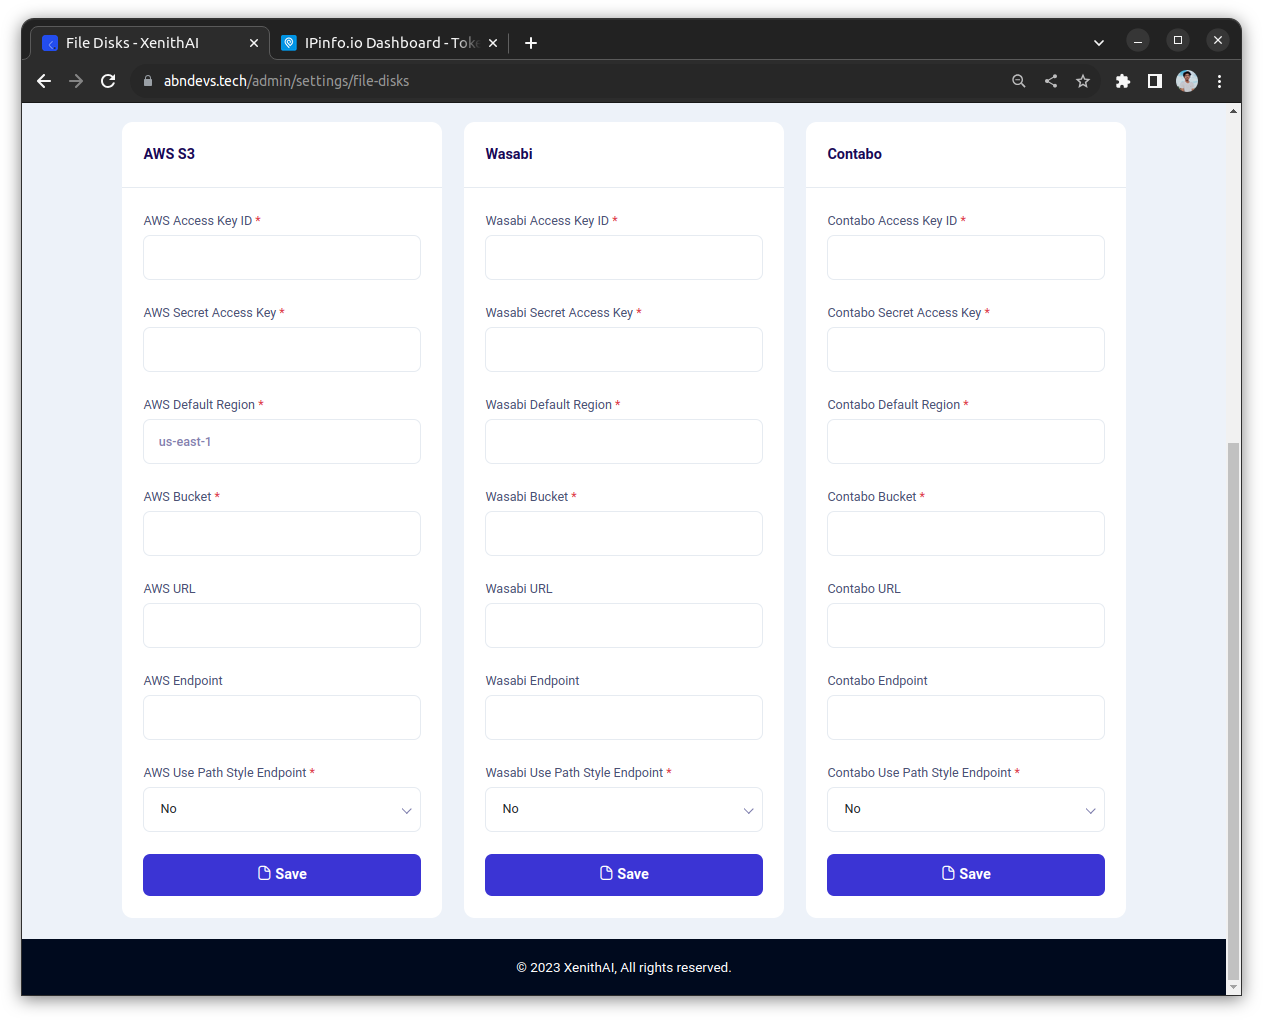 File Disks - XenithAI
IPinfo.io Dashboard - Toke
abndevs.tech/admin/settings/file-disks
AWS S3
AWS Access Key ID *
AWS Secret Access Key *
AWS Default Region *
us-east-1
AWS Bucket *
AWS URL
AWS Endpoint
AWS Use Path Style Endpoint *
No
Save
Wasabi
Wasabi Access Key ID *
Wasabi Secret Access Key *
Wasabi Default Region *
Wasabi Bucket *
Wasabi URL
Wasabi Endpoint
Wasabi Use Path Style Endpoint *
No
Save
Contabo
Contabo Access Key ID *
Contabo Secret Access Key *
Contabo Default Region *
Contabo Bucket *
Contabo URL
Contabo Endpoint
Contabo Use Path Style Endpoint *
No
Save
© 2023 XenithAI, All rights reserved.